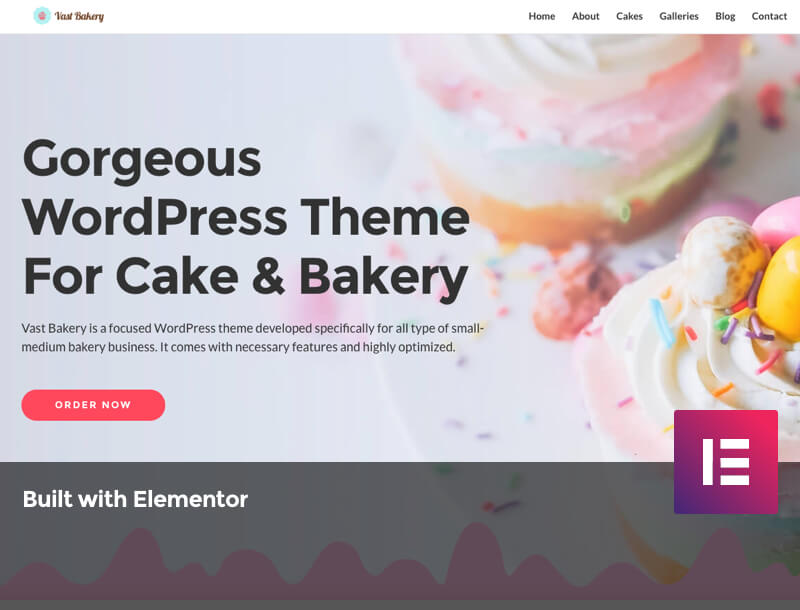 Vast Bakery
Home About Cakes Galleries Blog Contact
Gorgeous
WordPress Theme
For Cake & Bakery
Vast Bakery is a focused WordPress theme developed specifically for all type of small-
medium bakery business. It comes with necessary features and highly optimized.
ORDER NOW
Built with Elementor